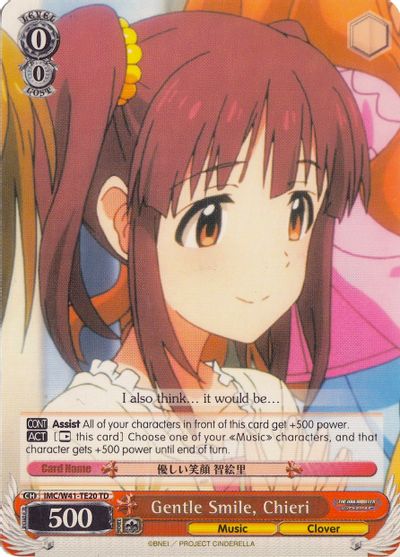 LEVEL
0
0
COST
I also think... it would be...
CONT Assist All of your characters in front of this card get +500 power.
ACT [ this card] Choose one of your «Music» characters, and that
character gets +500 power until end of turn.
Card Name 優しい笑顔 智絵里
CH IMC/W41-TE20 TD
500
Gentle Smile, Chieri
Music Clover
©BNEI / PROJECT CINDERELLA